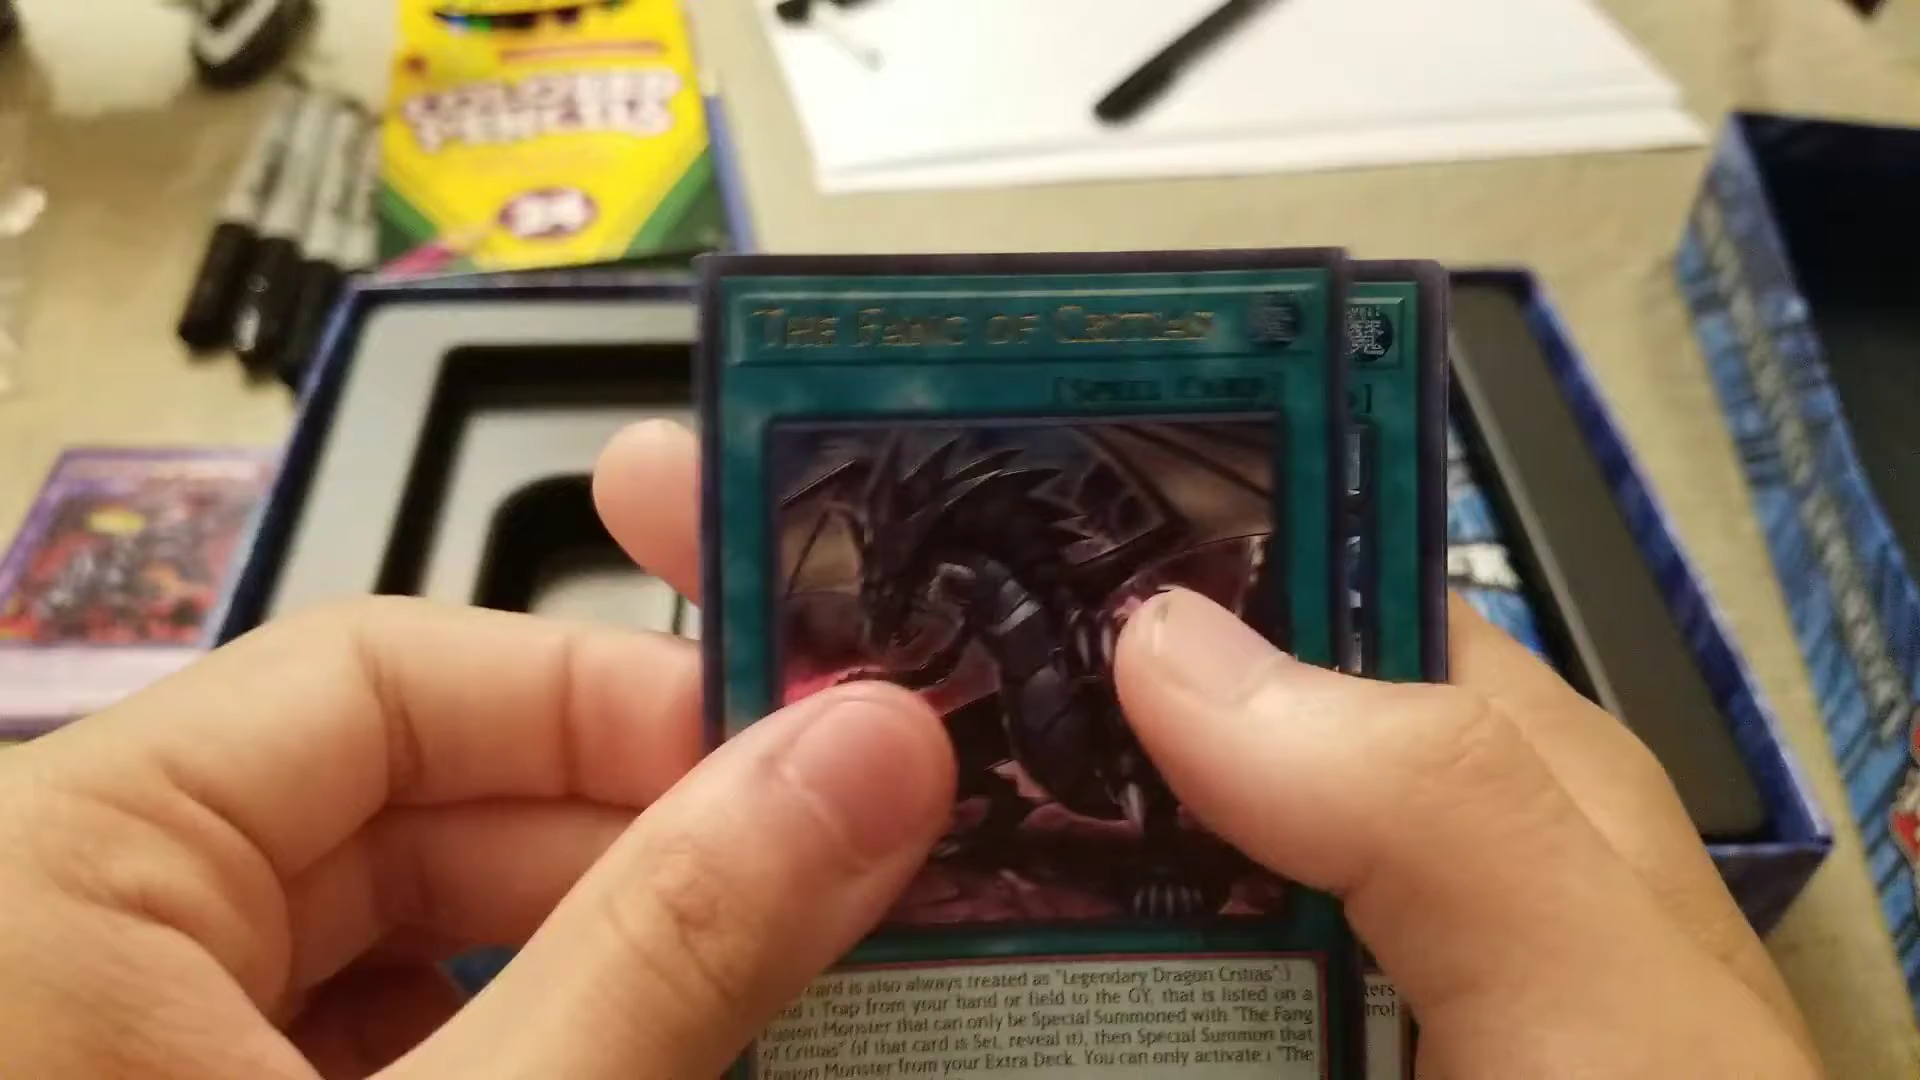 COLORED
PENCILS
24
THE FANG OF CRITIAS
[SPELL CARD]
card is also always treated as "Legendary Dragon Critias".)
1 Trap from your hand or field to the GY, that is listed on a
Fusion Monster that can only be Special Summoned with "The Fang
of Critias" (if that card is Set, reveal it), then Special Summon that
Fusion Monster from your Extra Deck. You can only activate 1 "The